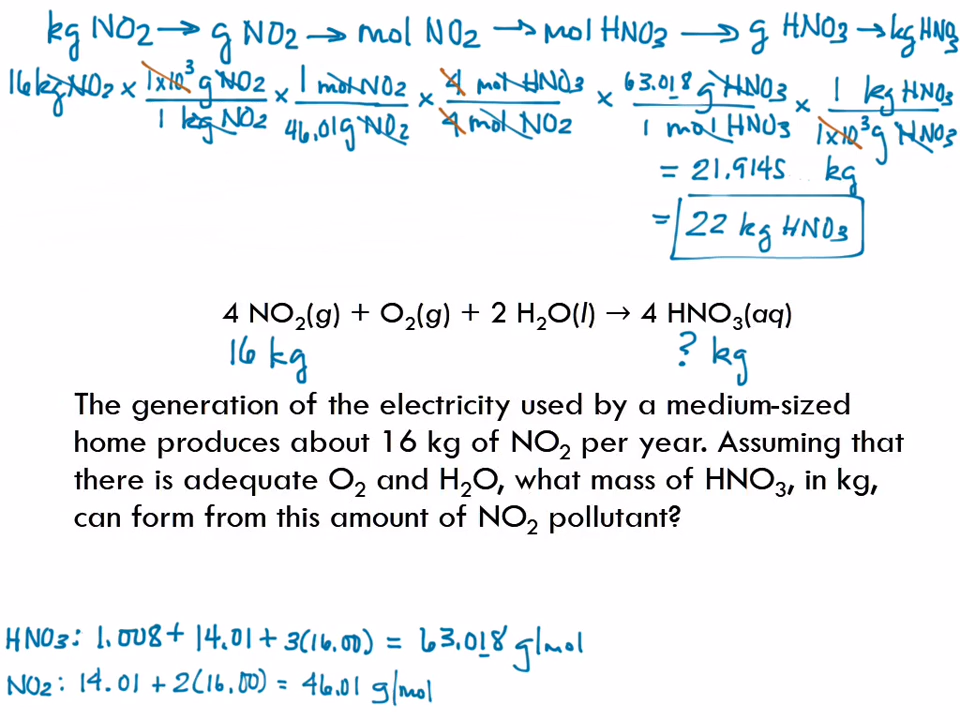 kg NO2 → g NO2 → mol NO2 → mol HNO3 → g HNO3 → kg HNO3
16 kg NO2 × 1x10³ g NO2 / 1 kg NO2 × 1 mol NO2 / 46.01 g NO2 × 4 mol HNO3 / 4 mol NO2 × 63.018 g HNO3 / 1 mol HNO3 × 1 kg HNO3 / 1x10³ g HNO3
= 21.9145 ... kg
= 22 kg HNO3
4 NO₂(g) + O₂(g) + 2 H₂O(l) → 4 HNO₃(aq)
16 kg ? kg
The generation of the electricity used by a medium-sized
home produces about 16 kg of NO₂ per year. Assuming that
there is adequate O₂ and H₂O, what mass of HNO₃, in kg,
can form from this amount of NO₂ pollutant?
HNO3: 1.008 + 14.01 + 3(16.00) = 63.018 g/mol
NO2: 14.01 + 2(16.00) = 46.01 g/mol